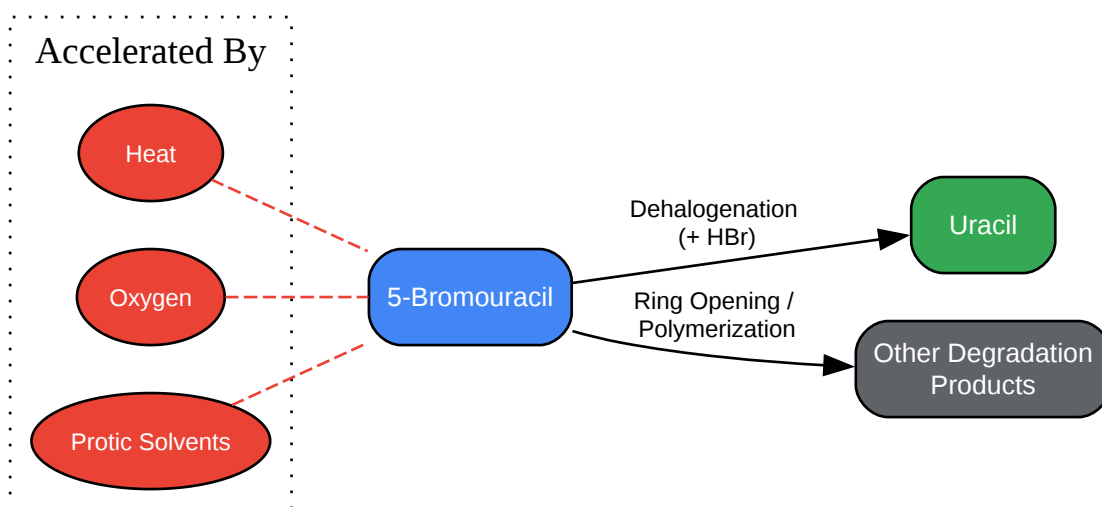 Accelerated By
Heat
Oxygen
Protic Solvents
5-Bromouracil
Dehalogenation
(+ HBr)
Ring Opening /
Polymerization
Uracil
Other Degradation
Products